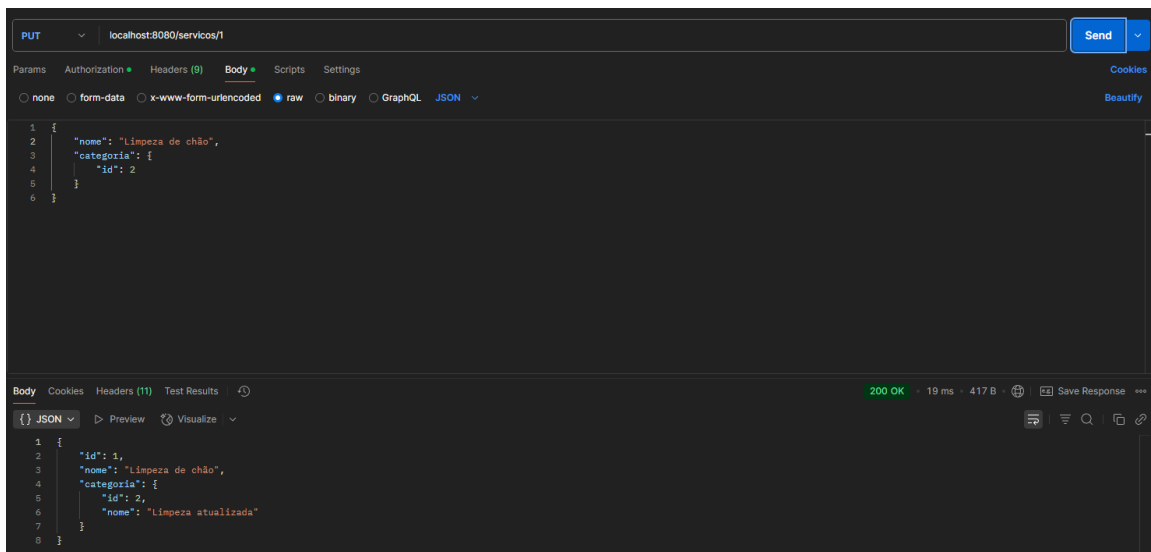 PUT localhost:8080/servicos/1 Send
Params Authorization Headers (9) Body Scripts Settings Cookies
none form-data x-www-form-urlencoded raw binary GraphQL JSON Beautify
1 {
2 "nome": "Limpeza de chão",
3 "categoria": {
4 "id": 2
5 }
6 }
Body Cookies Headers (11) Test Results 200 OK 19 ms 417 B e.g. Save Response
{} JSON Preview Visualize
1 {
2 "id": 1,
3 "nome": "Limpeza de chão",
4 "categoria": {
5 "id": 2,
6 "nome": "Limpeza atualizada"
7 }
8 }